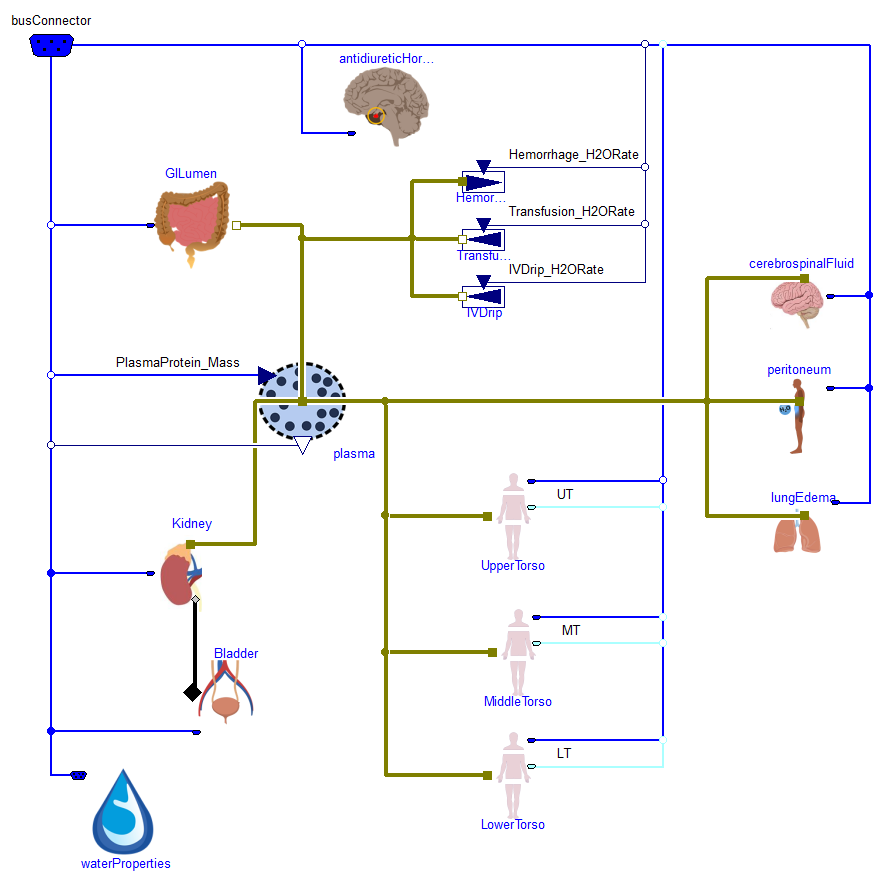 busConnector
antidiureticHor...
Hemorrhage_H2ORate
GILumen
Hemor...
Transfusion_H2ORate
Transfu...
cerebrospinalFluid
IVDrip_H2ORate
IVDrip
PlasmaProtein_Mass
peritoneum
H₂O
plasma
UT
lungEdema
Kidney
UpperTorso
MT
Bladder
MiddleTorso
LT
LowerTorso
waterProperties